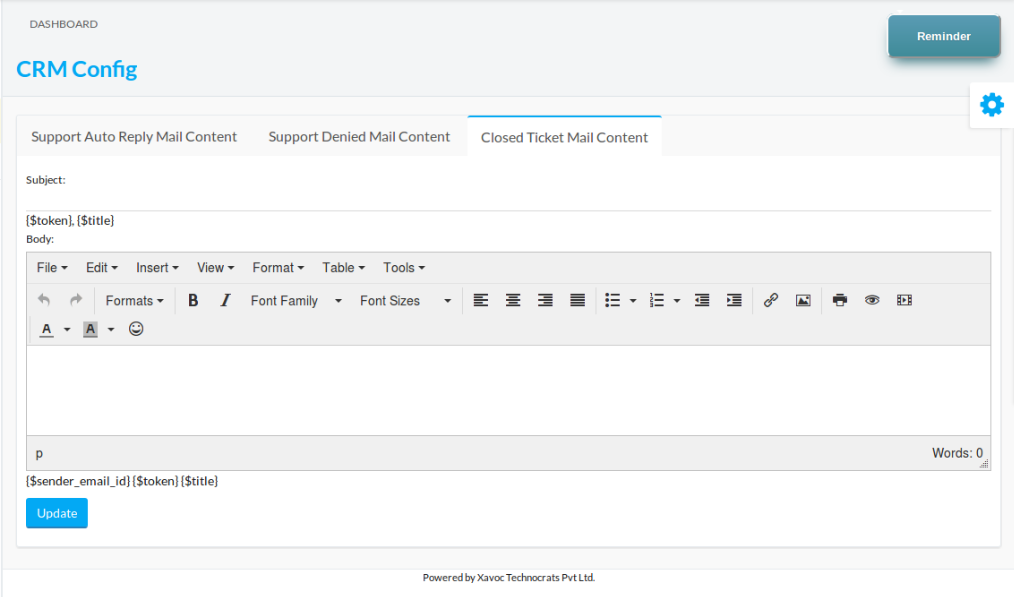 DASHBOARD
Reminder
CRM Config
Support Auto Reply Mail Content Support Denied Mail Content Closed Ticket Mail Content
Subject:
{$token}, {$title}
Body:
File Edit Insert View Format Table Tools
Formats B I Font Family Font Sizes
A A
p Words: 0
{$sender_email_id} {$token} {$title}
Update
Powered by Xavoc Technocrats Pvt Ltd.